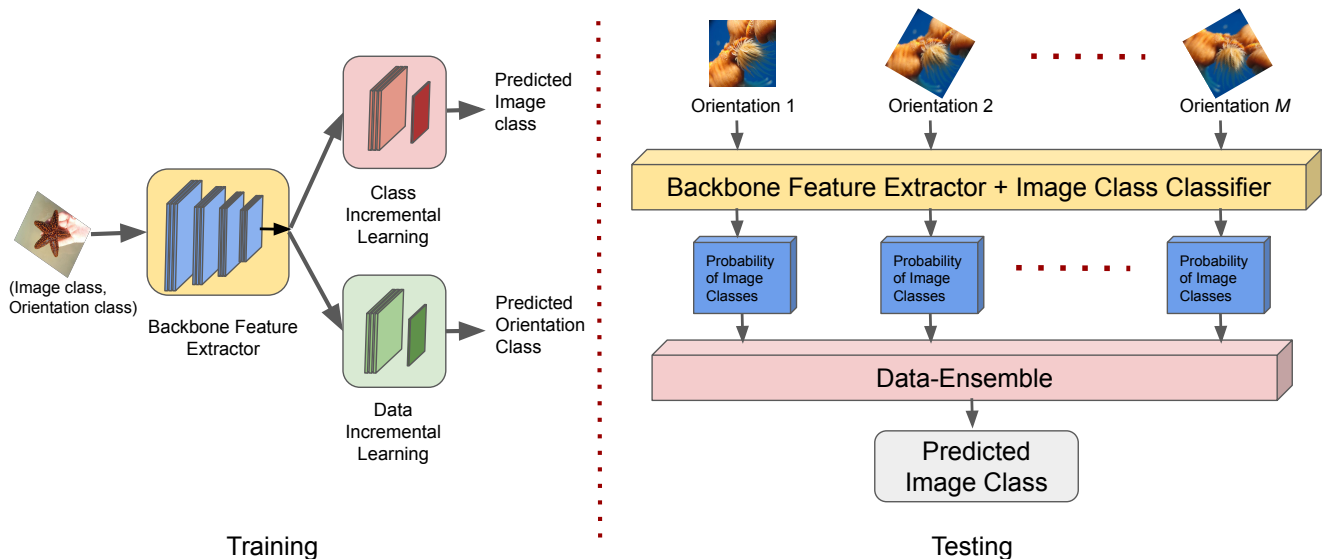 (Image class,
Orientation class)
Backbone Feature
Extractor
Predicted
Image
class
Class
Incremental
Learning
Predicted
Orientation
Class
Data
Incremental
Learning
Training
Orientation 1
Orientation 2
Orientation M
Backbone Feature Extractor + Image Class Classifier
Probability
of Image
Classes
Probability
of Image
Classes
Probability
of Image
Classes
Data-Ensemble
Predicted
Image Class
Testing